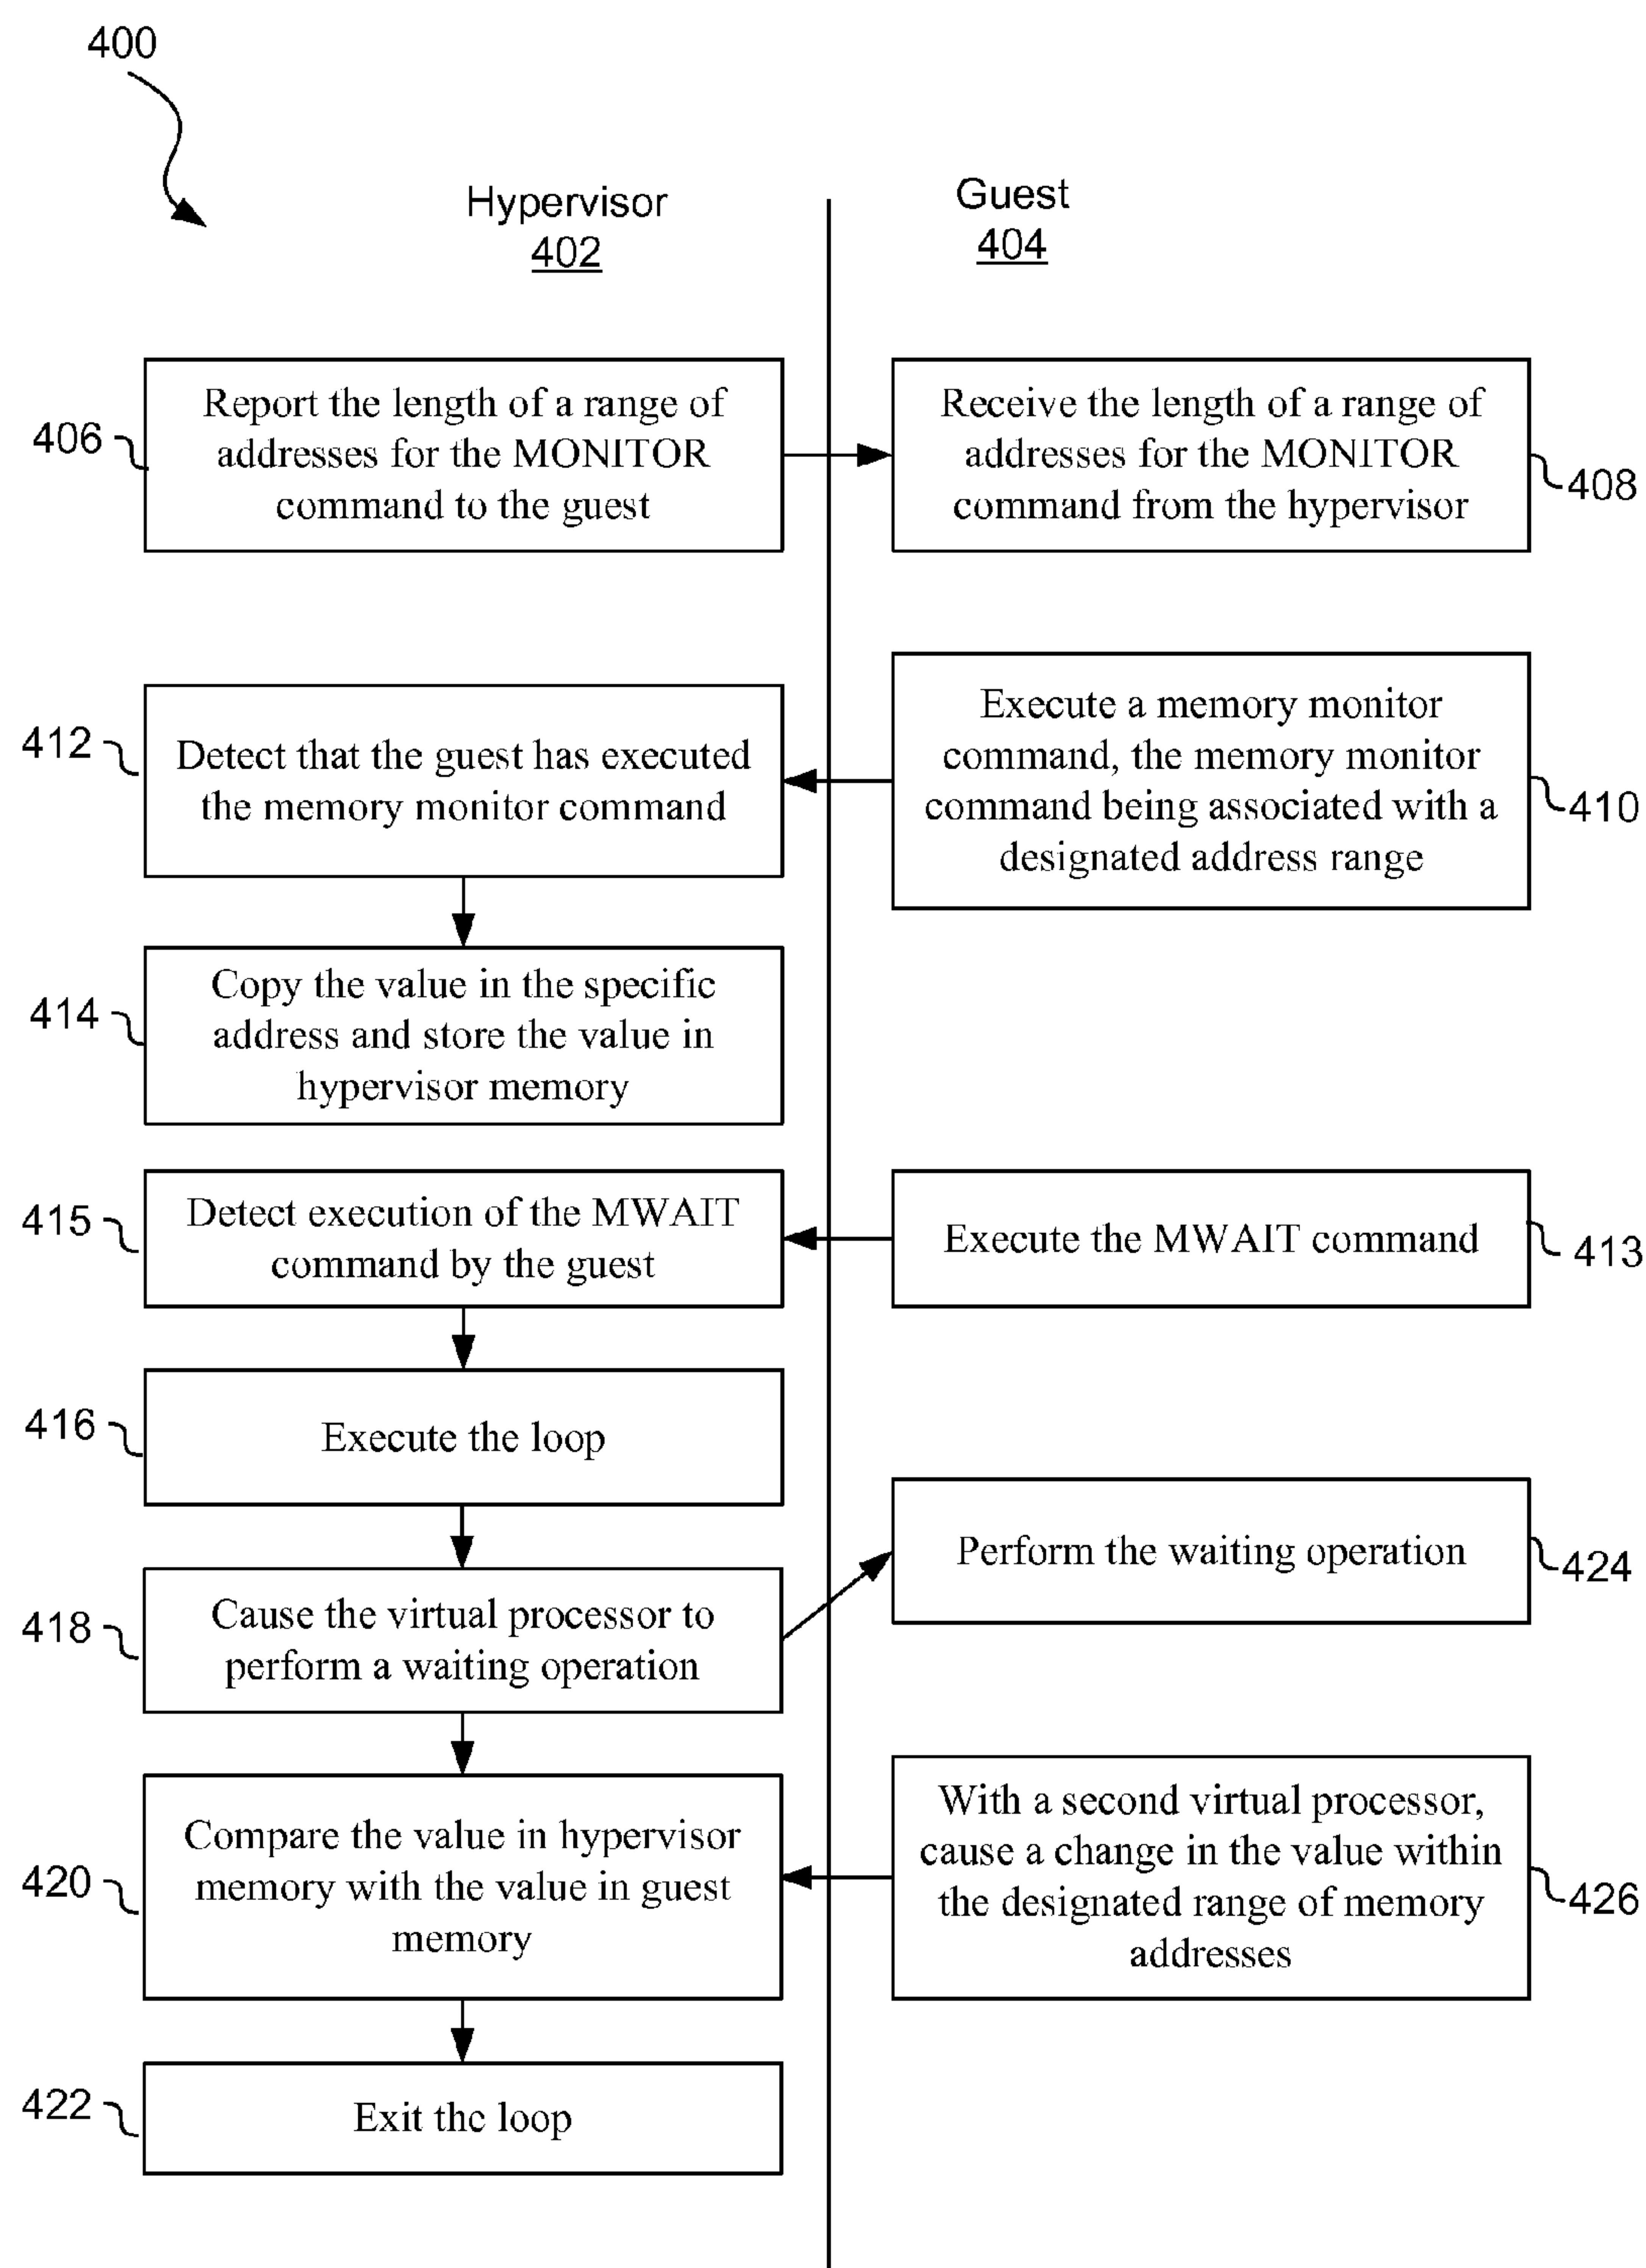 400
Hypervisor
402
Guest
404
406
Report the length of a range of
addresses for the MONITOR
command to the guest
Receive the length of a range of
addresses for the MONITOR
command from the hypervisor
408
412
Detect that the guest has executed
the memory monitor command
Execute a memory monitor
command, the memory monitor
command being associated with a
designated address range
410
414
Copy the value in the specific
address and store the value in
hypervisor memory
415
Detect execution of the MWAIT
command by the guest
Execute the MWAIT command
413
416
Execute the loop
Perform the waiting operation
424
418
Cause the virtual processor to
perform a waiting operation
420
Compare the value in hypervisor
memory with the value in guest
memory
With a second virtual processor,
cause a change in the value within
the designated range of memory
addresses
426
422
Exit the loop